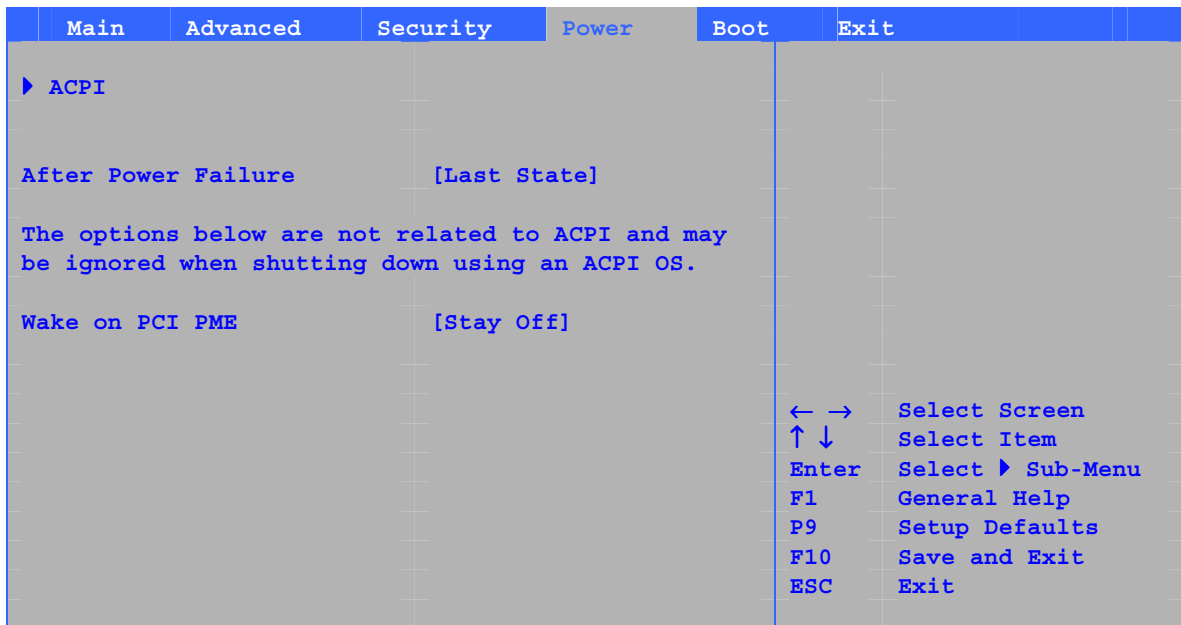 Main Advanced Security Power Boot Exit
ACPI
After Power Failure [Last State]
The options below are not related to ACPI and may
be ignored when shutting down using an ACPI OS.
Wake on PCI PME [Stay Off]
← → Select Screen
↑ ↓ Select Item
Enter Select Sub-Menu
F1 General Help
P9 Setup Defaults
F10 Save and Exit
ESC Exit